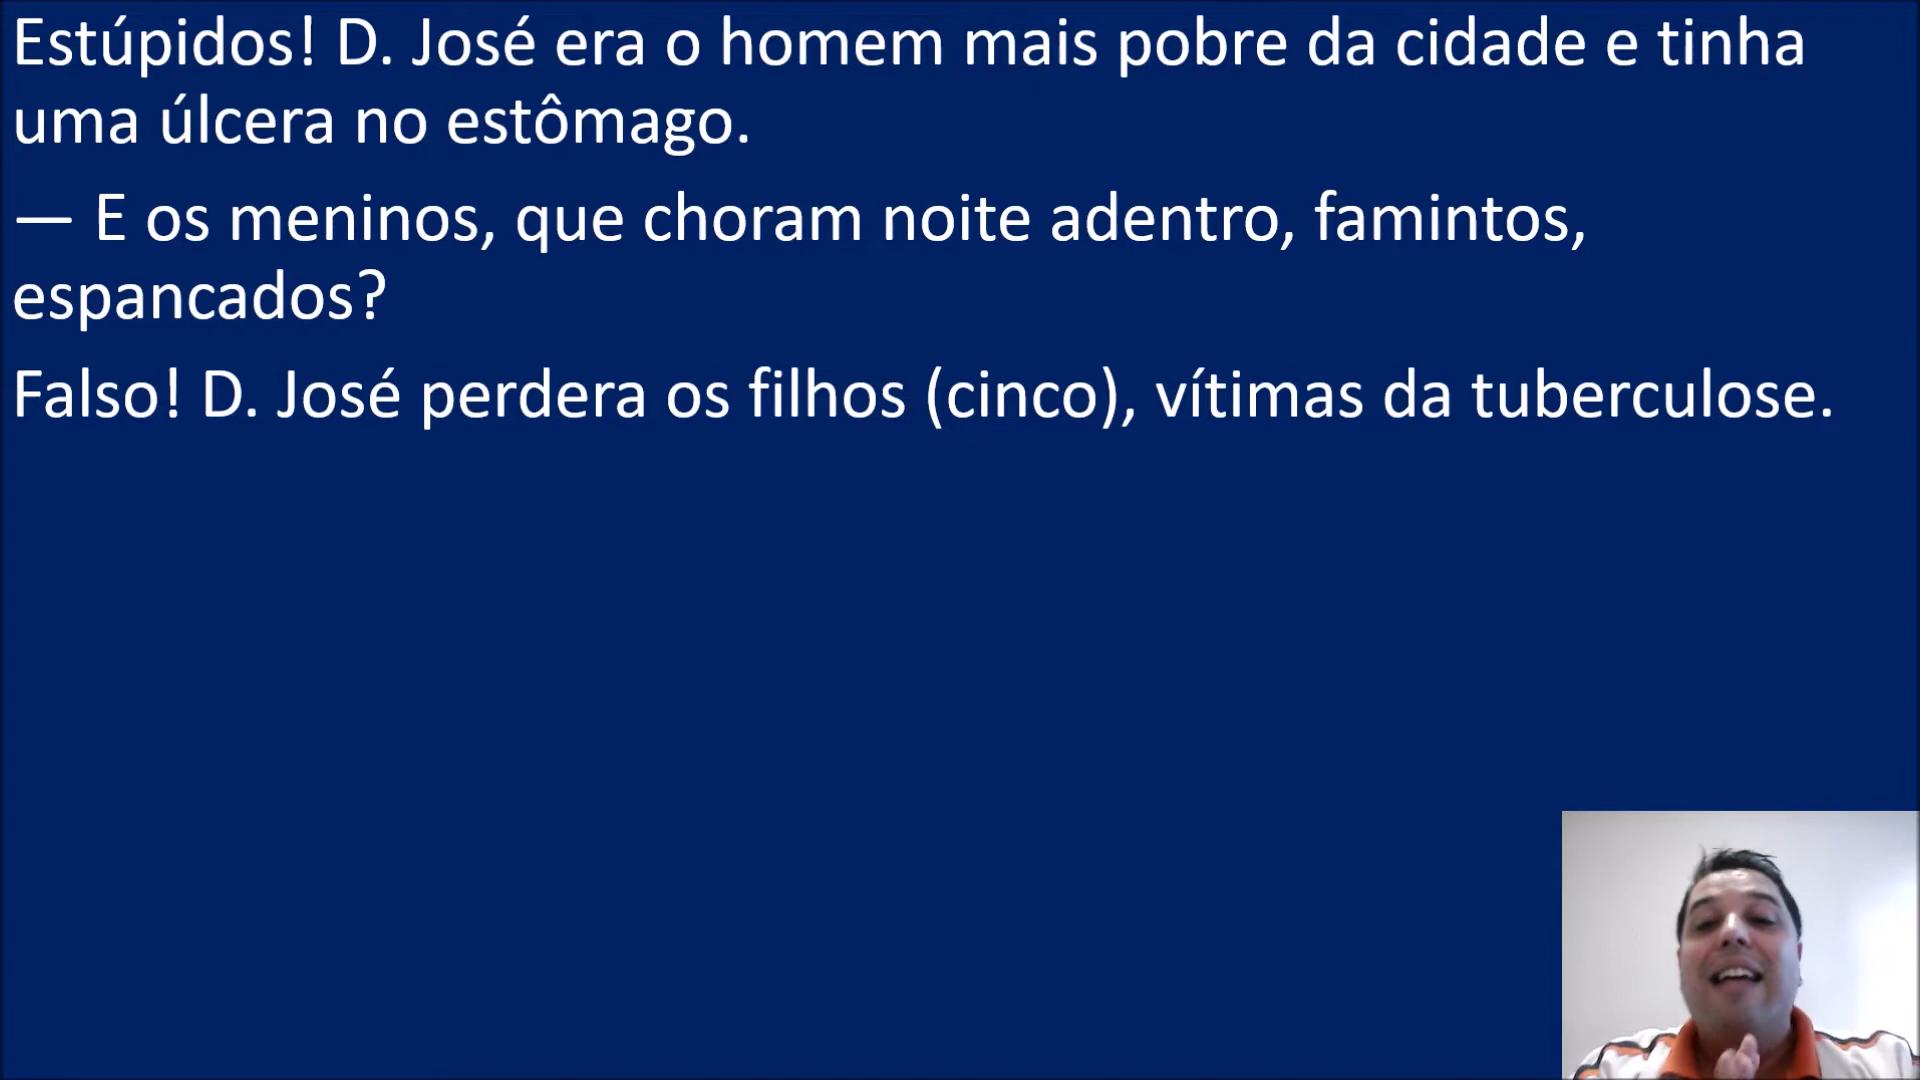 Estúpidos! D. José era o homem mais pobre da cidade e tinha
uma úlcera no estômago.
— E os meninos, que choram noite adentro, famintos,
espancados?
Falso! D. José perdera os filhos (cinco), vítimas da tuberculose.